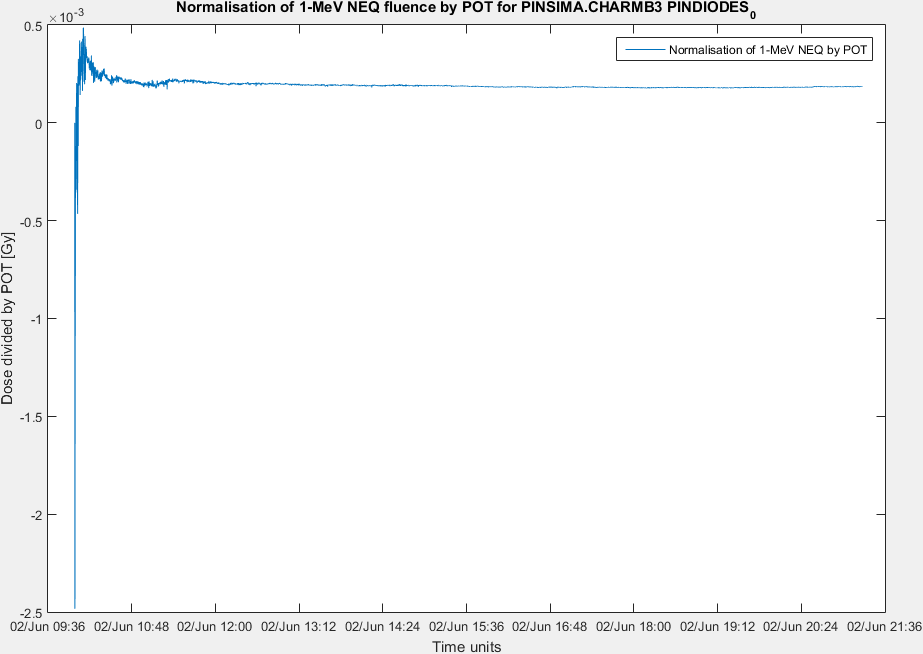 Normalisation of 1-MeV NEQ fluence by POT for PINSIMA.CHARMB3 PINDIODES0
×10-3
Normalisation of 1-MeV NEQ by POT
0.5
0
-0.5
-1
-1.5
-2
-2.5
Dose divided by POT [Gy]
02/Jun 09:36 02/Jun 10:48 02/Jun 12:00 02/Jun 13:12 02/Jun 14:24 02/Jun 15:36 02/Jun 16:48 02/Jun 18:00 02/Jun 19:12 02/Jun 20:24 02/Jun 21:36
Time units